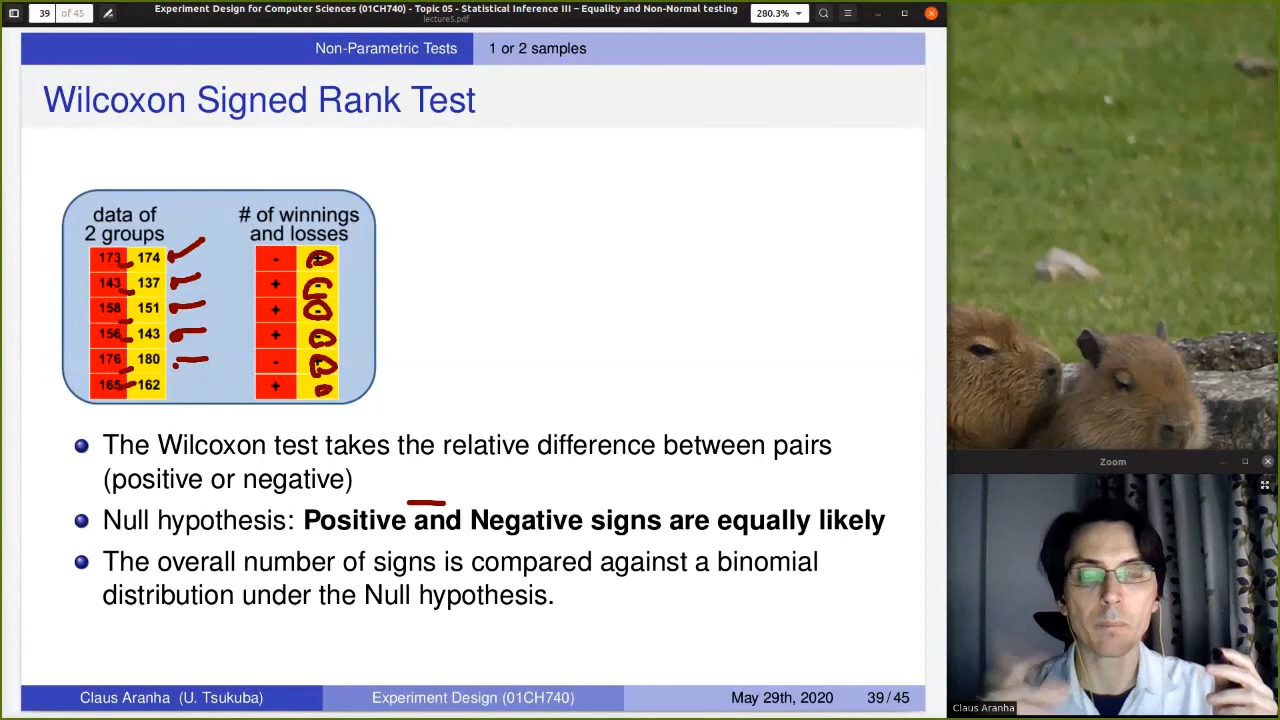 39 of 45
Experiment Design for Computer Sciences (01CH740) - Topic 05 - Statistical Inference III – Equality and Non-Normal testing
lecture5.pdf
280.3%
Non-Parametric Tests 1 or 2 samples
Wilcoxon Signed Rank Test
data of
2 groups
173 174
143 137
158 151
156 143
176 180
165 162
# of winnings
and losses
-
+
+
+
-
+
The Wilcoxon test takes the relative difference between pairs
(positive or negative)
Null hypothesis: Positive and Negative signs are equally likely
The overall number of signs is compared against a binomial
distribution under the Null hypothesis.
Claus Aranha (U. Tsukuba) Experiment Design (01CH740) May 29th, 2020 39 / 45
Zoom
Claus Aranha